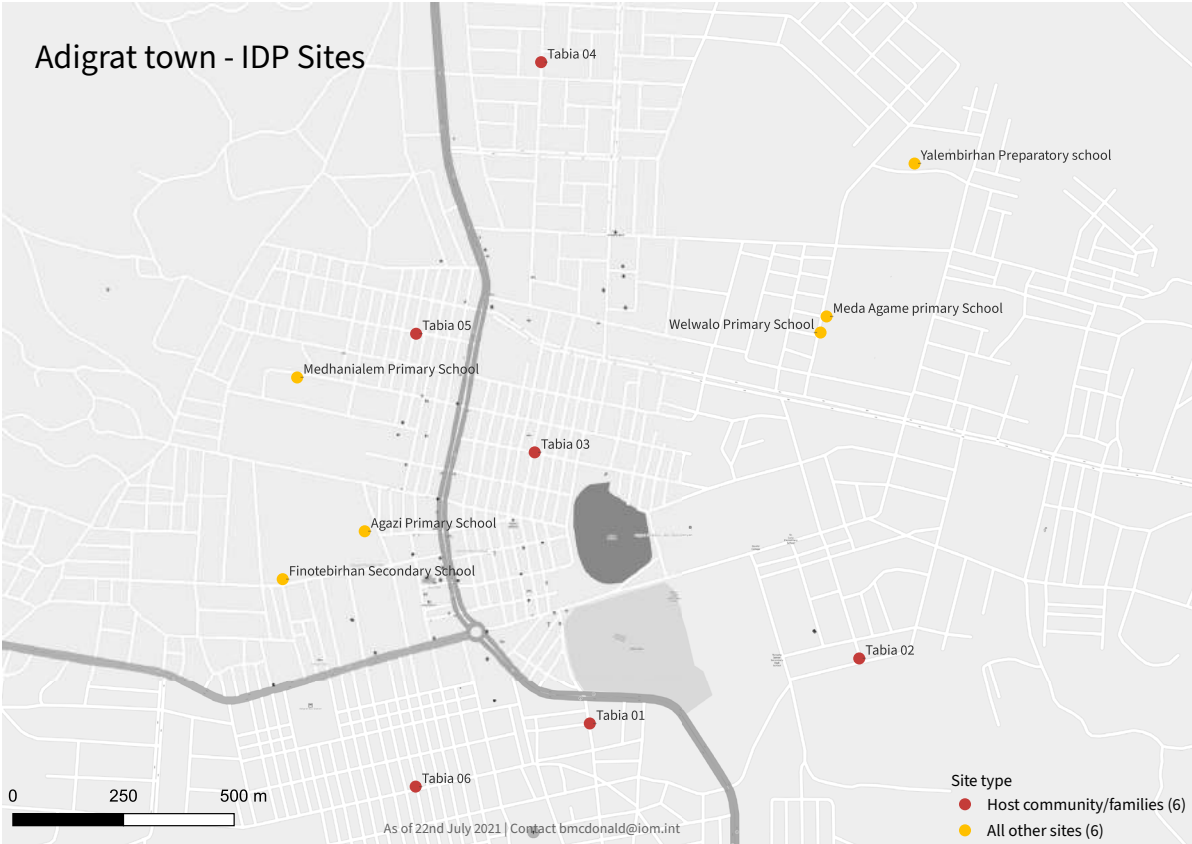 Adigrat town - IDP Sites
Tabia 04
Yalembirhan Preparatory school
Meda Agame primary School
Welwalo Primary School
Tabia 05
Medhanialem Primary School
Tabia 03
Agazi Primary School
Finotebirhan Secondary School
Tabia 02
Tabia 01
Tabia 06
Site type
0 250 500 m
Host community/families (6)
As of 22nd July 2021 | Contact bmcdonald@iom.int
All other sites (6)